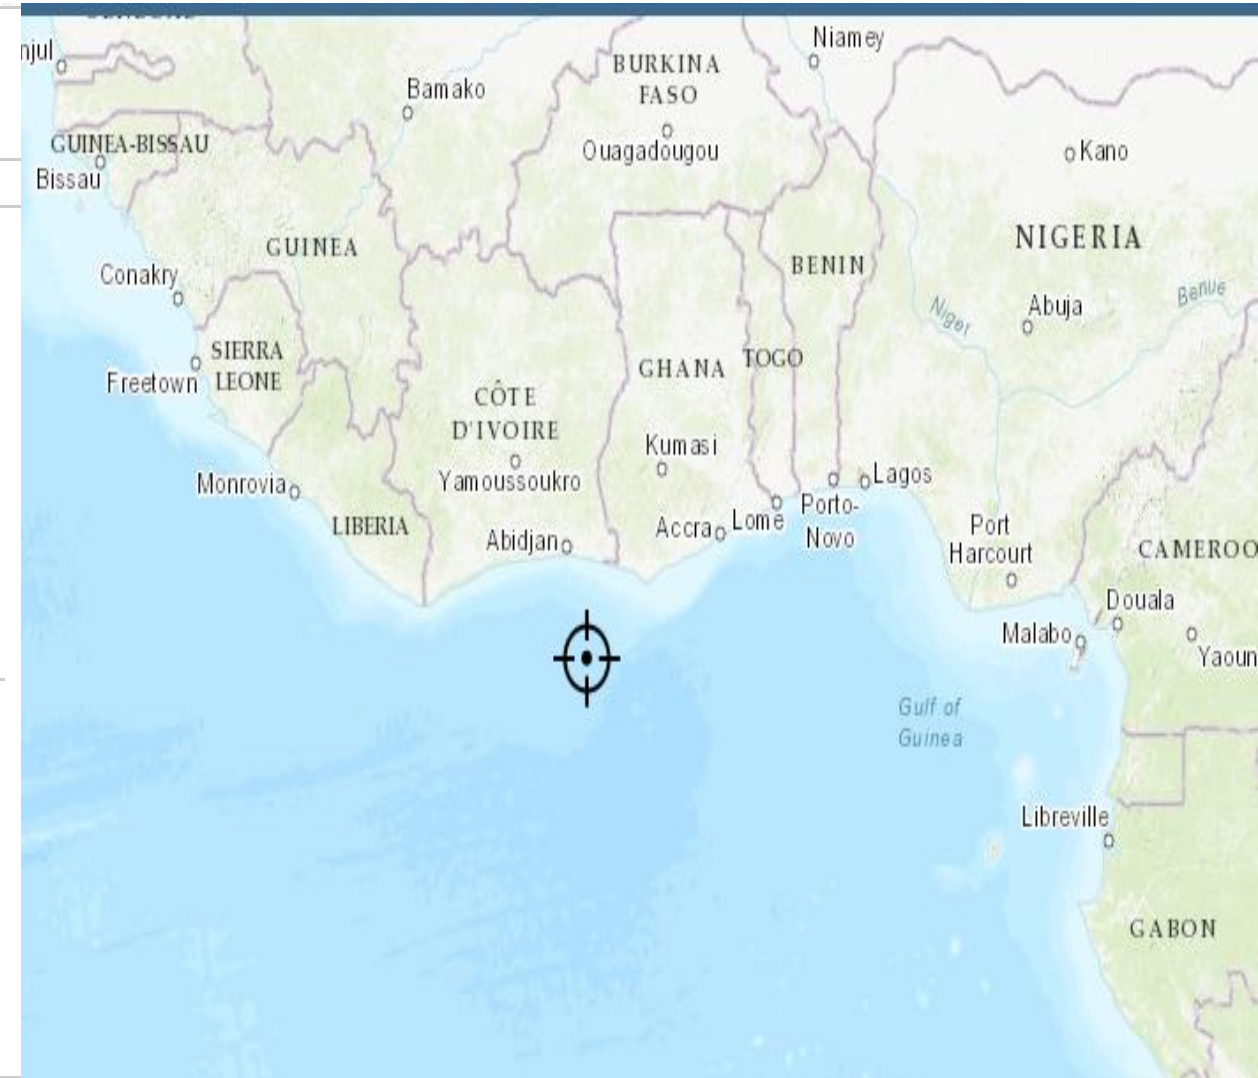 njul
Niamey
BURKINA
FASO
Bamako
Ouagadougou
GUINEA-BISSAU
Bissau
Kano
NIGERIA
GUINEA
BENIN
Conakry
Niger
Abuja
Benue
SIERRA
LEONE
Freetown
GHANA
TOGO
CÔTE
D'IVOIRE
Kumasi
Yamoussoukro
Monrovia
Lagos
LIBERIA
Abidjan
Accra
Lome
Porto-
Novo
Port
Harcourt
CAMEROO
Douala
Malabo
Yaoun
Gulf of
Guinea
Libreville
GABON